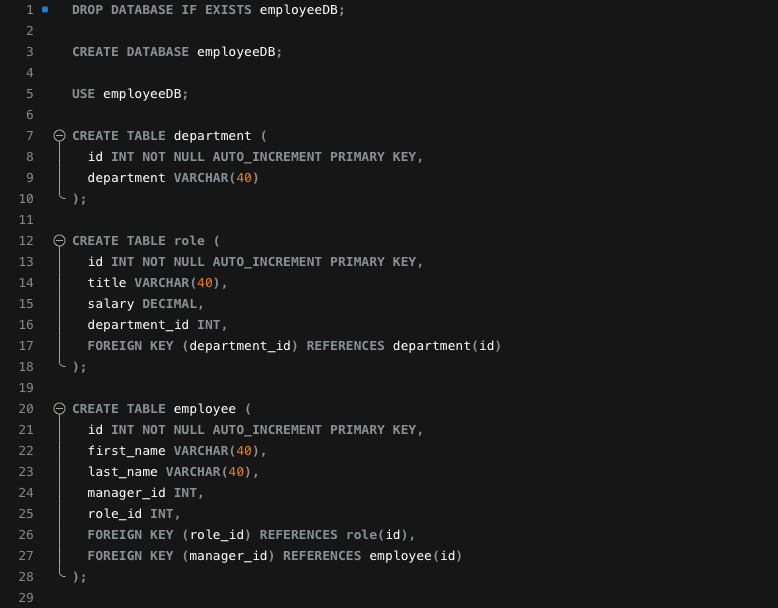 1 DROP DATABASE IF EXISTS employeeDB;
2
3 CREATE DATABASE employeeDB;
4
5 USE employeeDB;
6
7 CREATE TABLE department (
8 id INT NOT NULL AUTO_INCREMENT PRIMARY KEY,
9 department VARCHAR(40)
10 );
11
12 CREATE TABLE role (
13 id INT NOT NULL AUTO_INCREMENT PRIMARY KEY,
14 title VARCHAR(40),
15 salary DECIMAL,
16 department_id INT,
17 FOREIGN KEY (department_id) REFERENCES department(id)
18 );
19
20 CREATE TABLE employee (
21 id INT NOT NULL AUTO_INCREMENT PRIMARY KEY,
22 first_name VARCHAR(40),
23 last_name VARCHAR(40),
24 manager_id INT,
25 role_id INT,
26 FOREIGN KEY (role_id) REFERENCES role(id),
27 FOREIGN KEY (manager_id) REFERENCES employee(id)
28 );
29